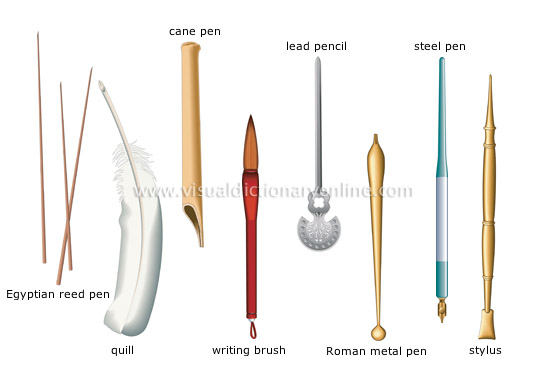 cane pen
lead pencil
steel pen
www.visualdictionaryonline.com
Egyptian reed pen
quill
writing brush
Roman metal pen
stylus